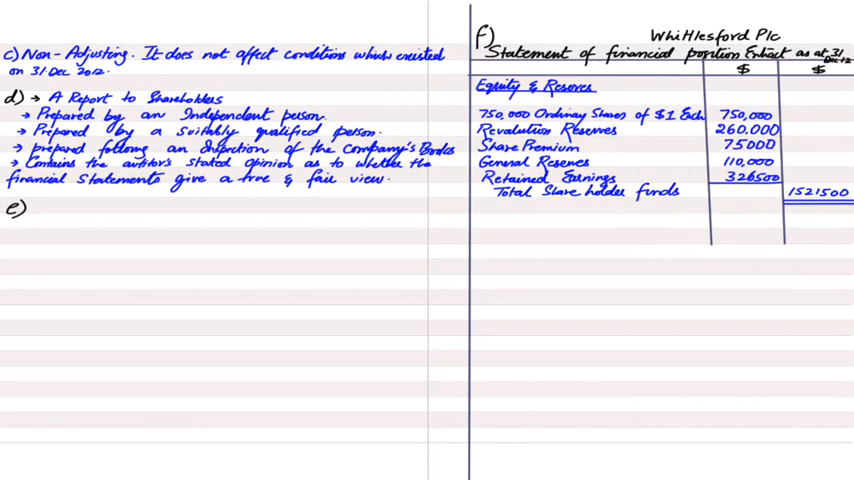 c) Non-Adjusting. It does not affect conditions which existed
on 31 Dec 2012.
d) → A Report to Shareholders
→ Prepared by an Independent person.
→ Prepared by a suitably qualified person.
→ prepared following an Inspection of the Company's Books
→ Contains the auditor's stated Opinion as to whether the
financial Statements give a true & fair view.
e)
f) Whittlesford Plc
Statement of financial position Extract as at 31 Dec 12
$ $
Equity & Reserves
750,000 Ordinary Shares of $1 Each 750,000
Revalution Reserves 260,000
Share Premium 75000
General Reserves 110,000
Retained Earnings 326500
Total Share holder funds 1521500